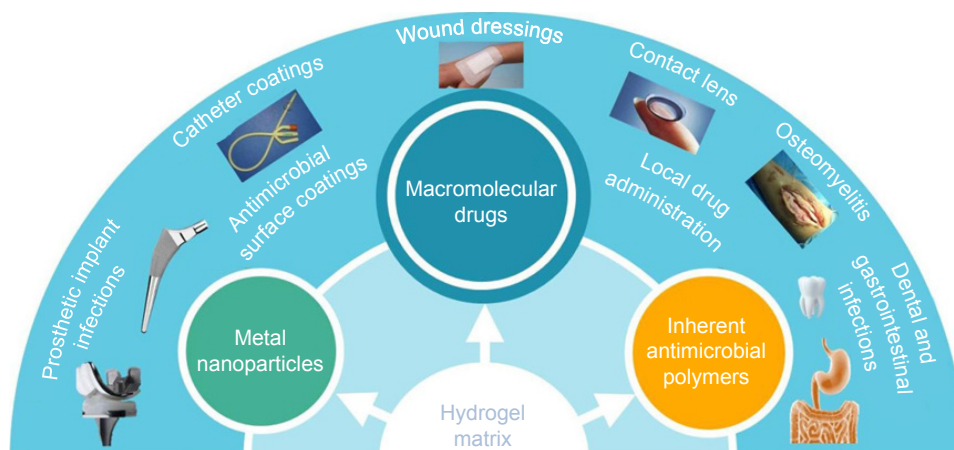 Wound dressings
Catheter coatings
Contact lens
Osteomyelitis
Antimicrobial
surface coatings
Macromolecular
drugs
Local drug
administration
Prosthetic implant
infections
Dental and
gastrointestinal
infections
Metal
nanoparticles
Inherent
antimicrobial
polymers
Hydrogel
matrix